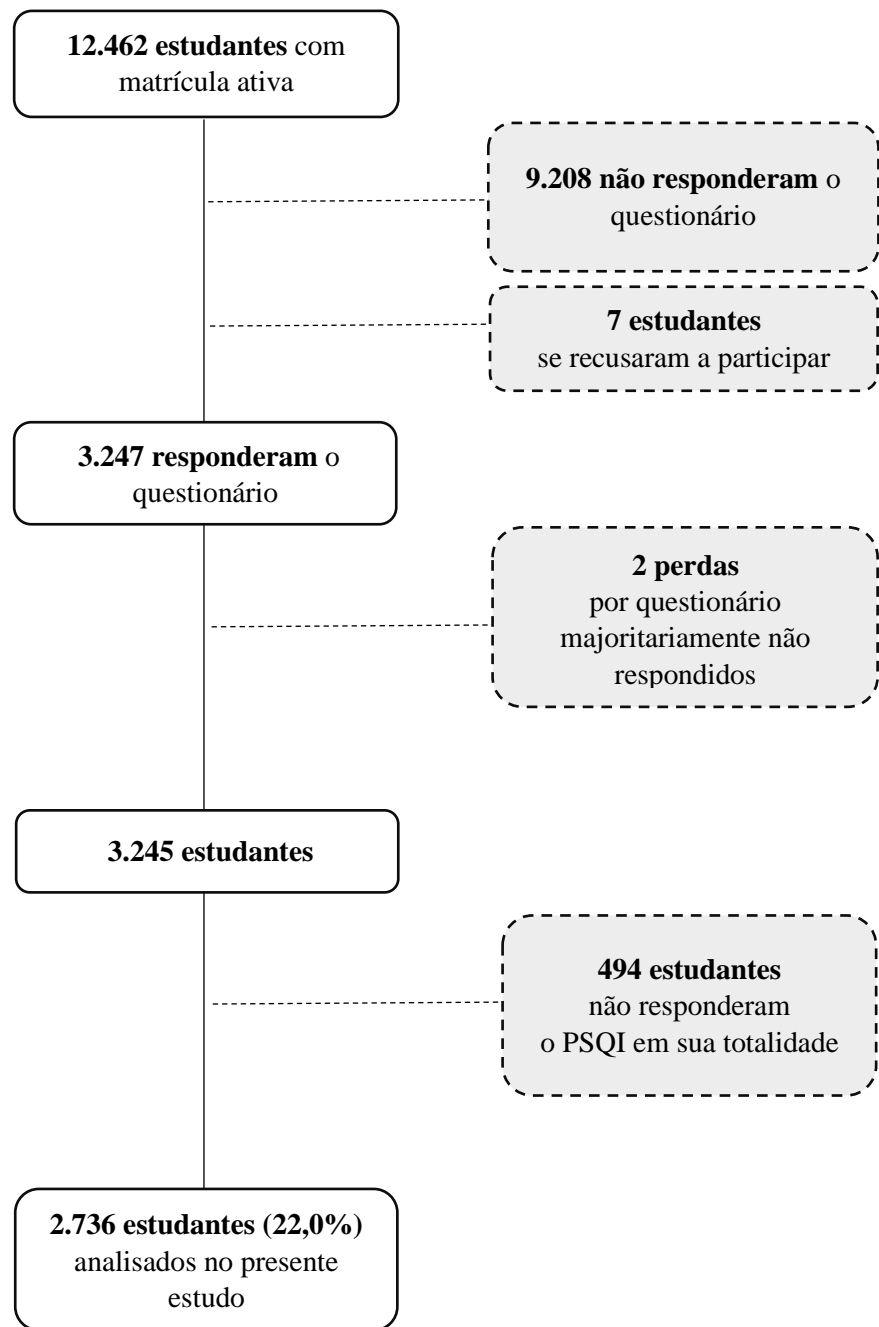 12.462 estudantes com
matrícula ativa
9.208 não responderam o
questionário
7 estudantes
se recusaram a participar
3.247 responderam o
questionário
2 perdas
por questionário
majoritariamente não
respondidos
3.245 estudantes
494 estudantes
não responderam
o PSQI em sua totalidade
2.736 estudantes (22,0%)
analisados no presente
estudo